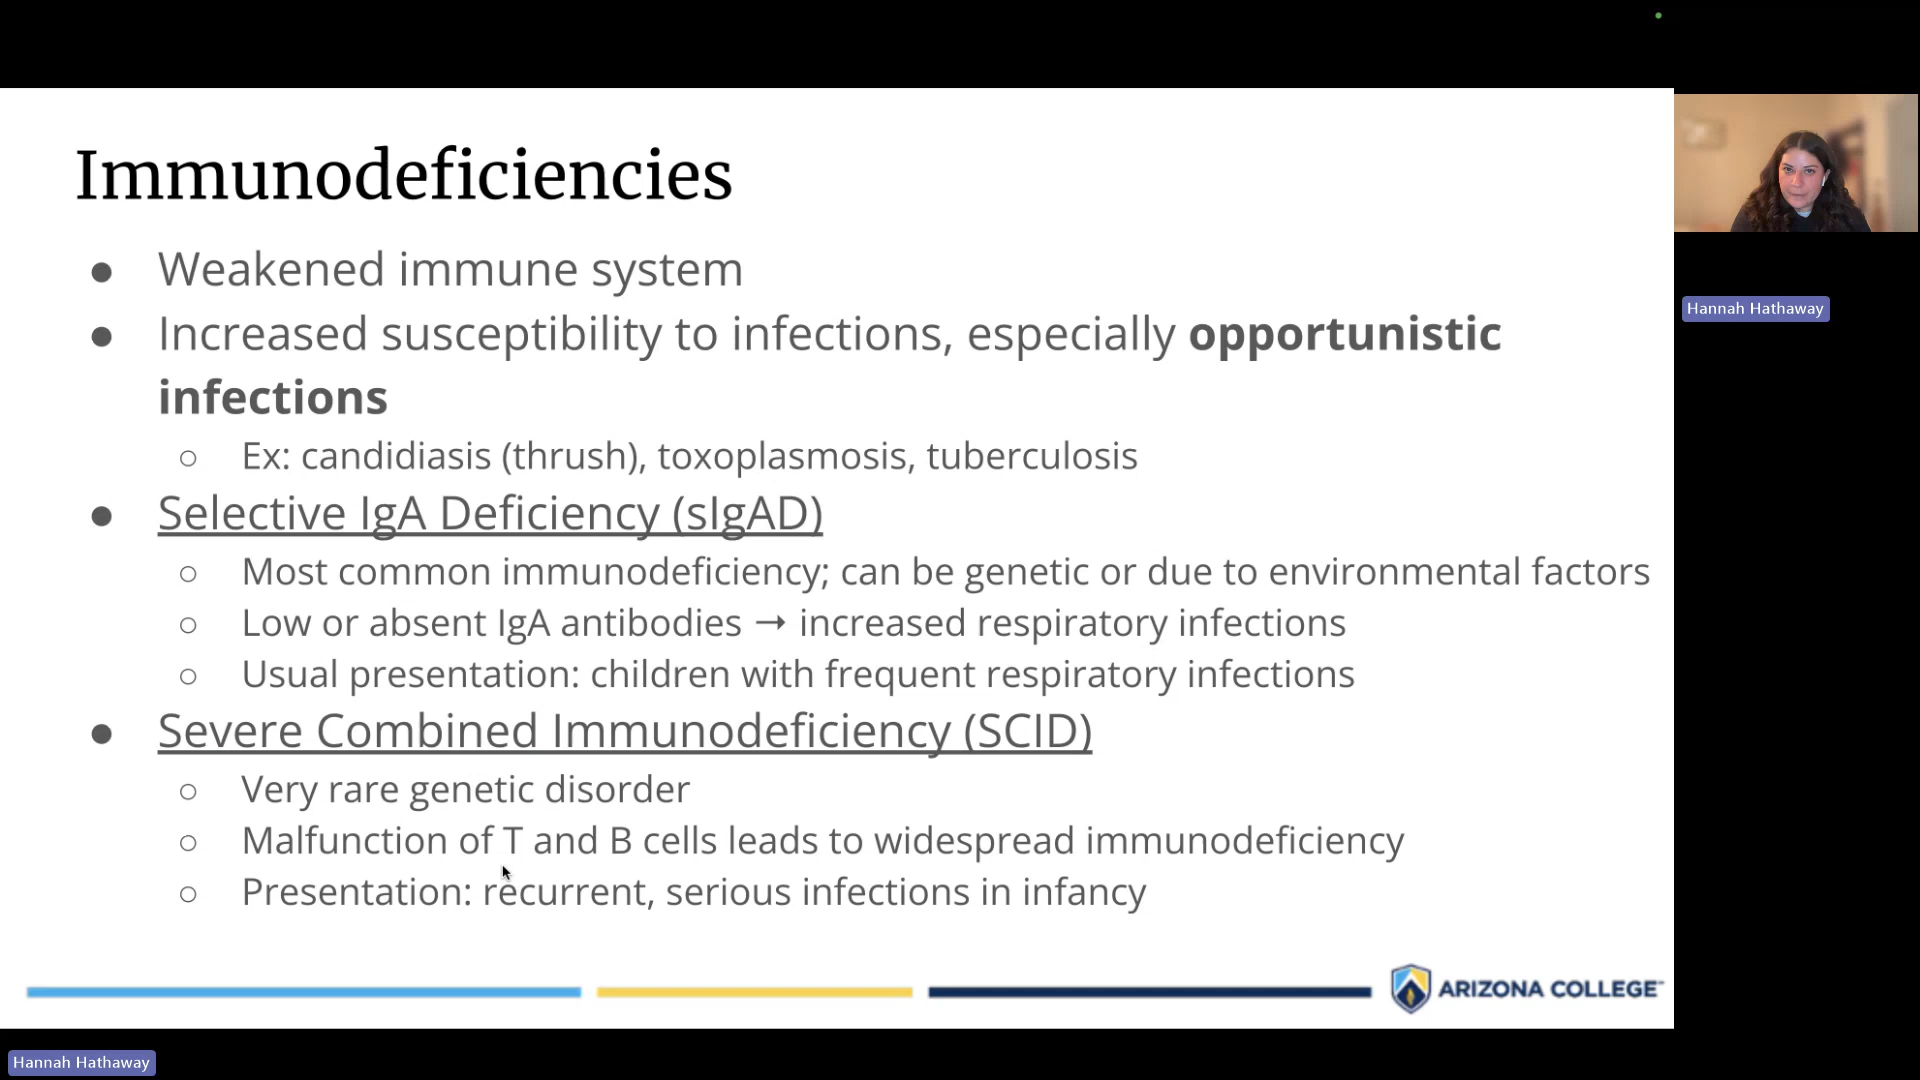 Immunodeficiencies
● Weakened immune system
● Increased susceptibility to infections, especially opportunistic
infections
○ Ex: candidiasis (thrush), toxoplasmosis, tuberculosis
● Selective IgA Deficiency (sIgAD)
○ Most common immunodeficiency; can be genetic or due to environmental factors
○ Low or absent IgA antibodies → increased respiratory infections
○ Usual presentation: children with frequent respiratory infections
● Severe Combined Immunodeficiency (SCID)
○ Very rare genetic disorder
○ Malfunction of T and B cells leads to widespread immunodeficiency
○ Presentation: recurrent, serious infections in infancy
ARIZONA COLLEGE
Hannah Hathaway
Hannah Hathaway